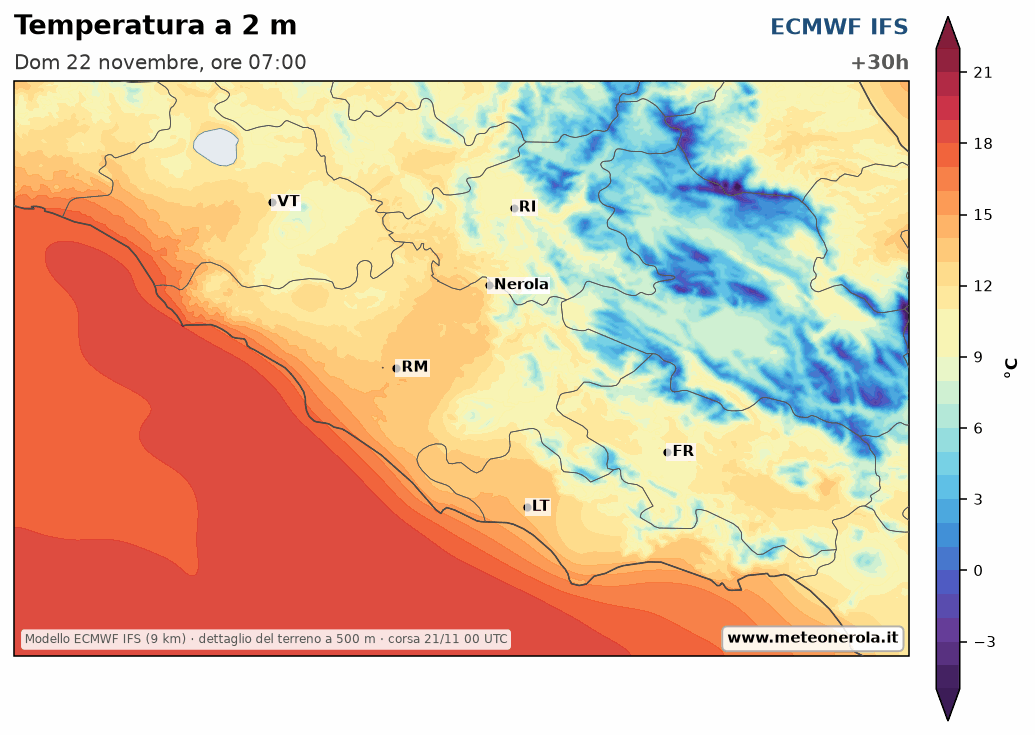 Temperatura a 2 m
ECMWF IFS
Dom 22 novembre, ore 07:00
+30h
21
18
15
12
9
6
3
0
−3
°C
VT
RI
Nerola
RM
FR
LT
Modello ECMWF IFS (9 km) · dettaglio del terreno a 500 m · corsa 21/11 00 UTC
www.meteonerola.it